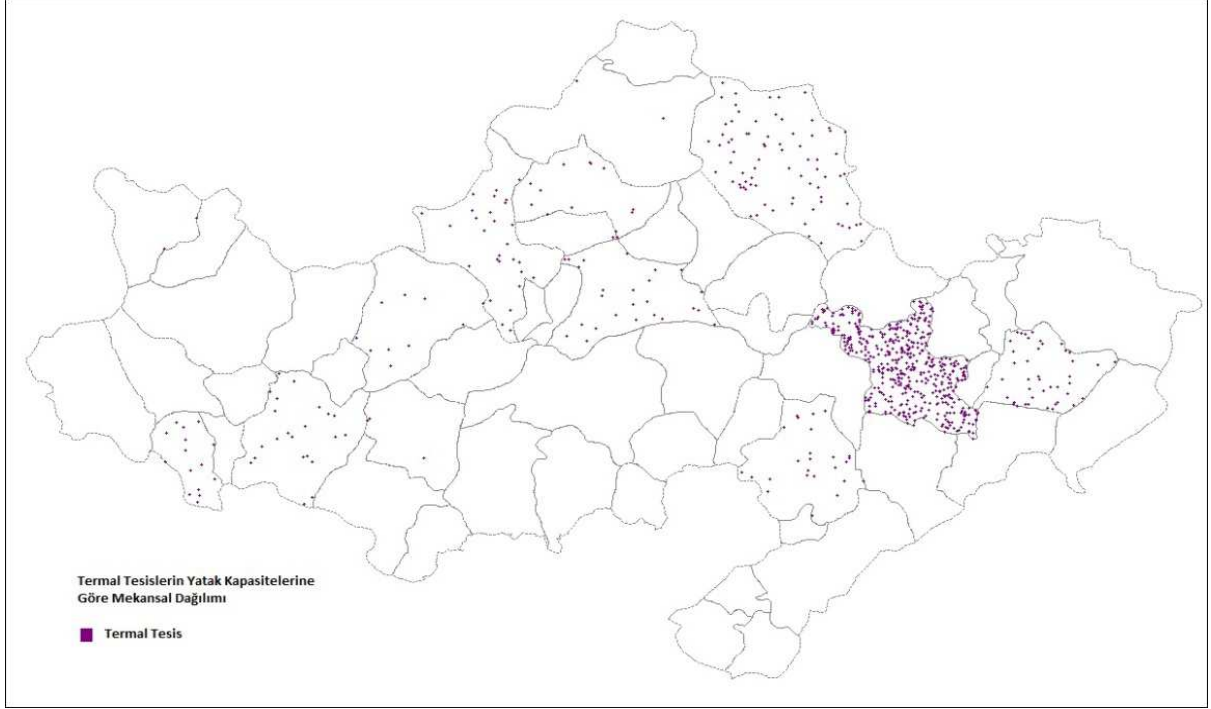 Termal Tesislerin Yatak Kapasitelerine
Göre Mekansal Dağılımı
Termal Tesis